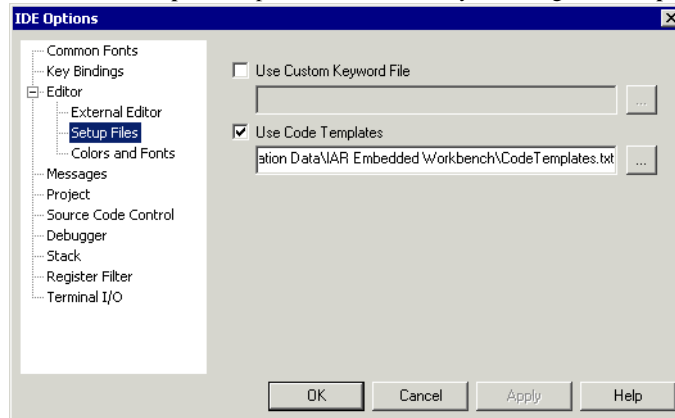 IDE Options
Common Fonts
Key Bindings
Editor
External Editor
Setup Files
Colors and Fonts
Messages
Project
Source Code Control
Debugger
Stack
Register Filter
Terminal I/O
Use Custom Keyword File
...
Use Code Templates
ation Data\IAR Embedded Workbench\CodeTemplates.txt
...
OK
Cancel
Apply
Help